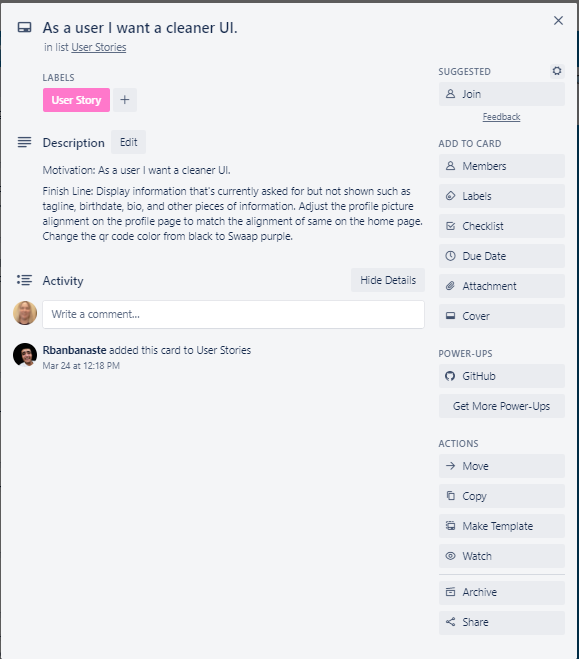 As a user I want a cleaner UI.
in list User Stories
LABELS
User Story
Description
Edit
Motivation: As a user I want a cleaner UI.
Finish Line: Display information that's currently asked for but not shown such as
tagline, birthdate, bio, and other pieces of information. Adjust the profile picture
alignment on the profile page to match the alignment of same on the home page.
Change the qr code color from black to Swaap purple.
Activity
Hide Details
Write a comment...
Rbanbanaste added this card to User Stories
Mar 24 at 12:18 PM
SUGGESTED
Join
Feedback
ADD TO CARD
Members
Labels
Checklist
Due Date
Attachment
Cover
POWER-UPS
GitHub
Get More Power-Ups
ACTIONS
Move
Copy
Make Template
Watch
Archive
Share